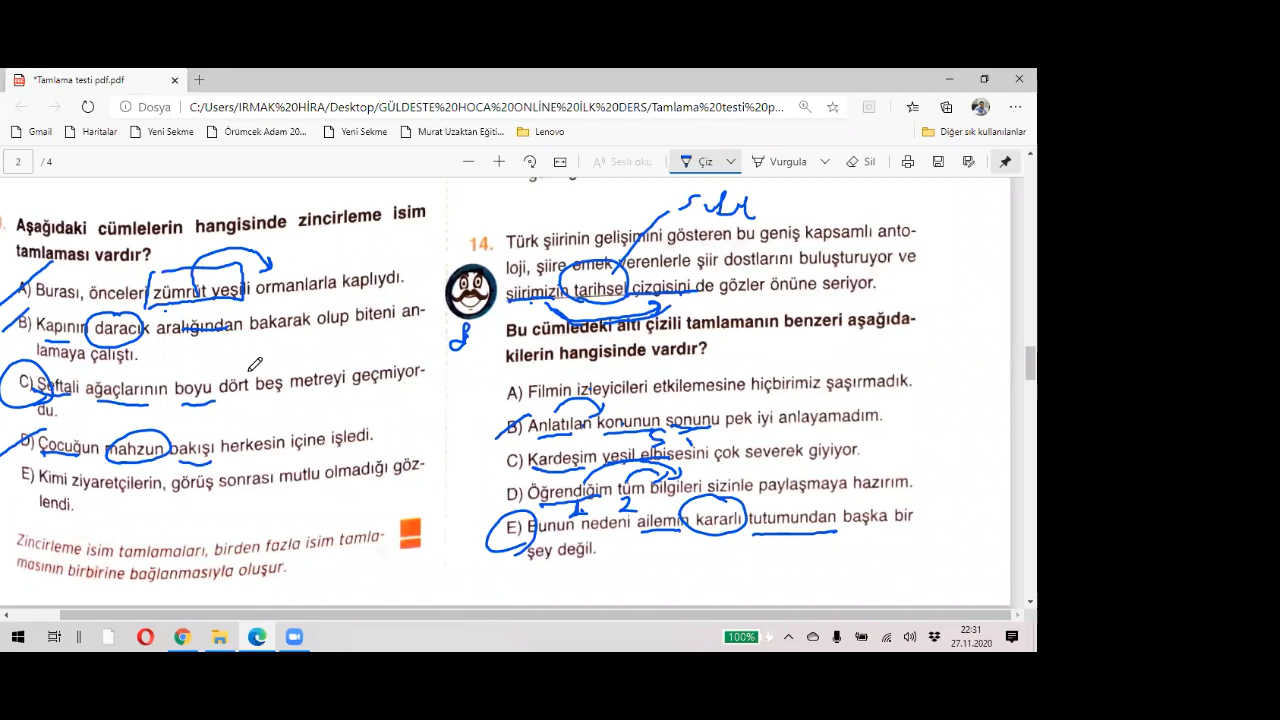 *Tamlama testi pdf.pdf
Dosya
C:/Users/IRMAK%20HİRA/Desktop/GÜLDESTE%20HOCA%20ONLİNE%20İLK%20DERS/Tamlama%20testi%20p...
Gmail
Haritalar
Yeni Sekme
Örümcek Adam 20...
Yeni Sekme
Murat Uzaktan Eğiti...
Lenovo
Diğer sık kullanılanlar
2 / 4
Sesli oku
Çiz
Vurgula
Sil
Aşağıdaki cümlelerin hangisinde zincirleme isim
tamlaması vardır?
A) Burası, önceleri zümrüt yeşili ormanlarla kaplıydı.
B) Kapının daracık aralığından bakarak olup biteni an-
lamaya çalıştı.
C) Şeftali ağaçlarının boyu dört beş metreyi geçmiyor-
du.
D) Çocuğun mahzun bakışı herkesin içine işledi.
E) Kimi ziyaretçilerin, görüş sonrası mutlu olmadığı göz-
lendi.
Zincirleme isim tamlamaları, birden fazla isim tamla-
masının birbirine bağlanmasıyla oluşur.
14. Türk şiirinin gelişimini gösteren bu geniş kapsamlı anto-
loji, şiire emek verenlerle şiir dostlarını buluşturuyor ve
şiirimizin tarihsel çizgisini de gözler önüne seriyor.
Bu cümledeki altı çizili tamlamanın benzeri aşağıda-
kilerin hangisinde vardır?
A) Filmin izleyicileri etkilemesine hiçbirimiz şaşırmadık.
B) Anlatılan konunun sonunu pek iyi anlayamadım.
C) Kardeşim yeşil elbisesini çok severek giyiyor.
D) Öğrendiğim tüm bilgileri sizinle paylaşmaya hazırım.
1 2
E) Bunun nedeni ailemin kararlı tutumundan başka bir
şey değil.
100%
22:31
27.11.2020